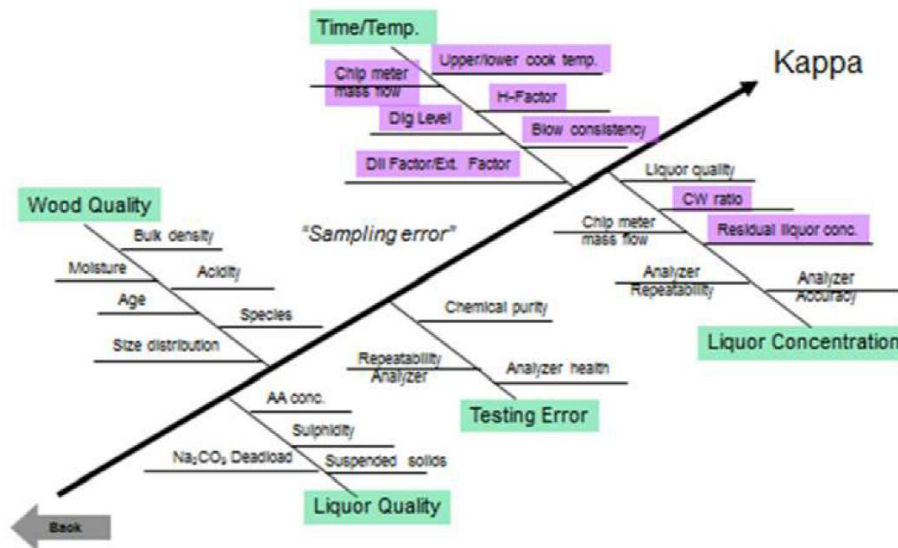 Time/Temp.
Upper/lower cook temp.
Chip meter
mass flow
H-Factor
Dig Level
Blow consistency
Dil Factor/Ext. Factor
Kappa
Liquor quality
CW ratio
Chip meter
mass flow
Residual liquor conc.
Analyzer
Repeatability
Analyzer
Accuracy
Liquor Concentration
Wood Quality
Bulk density
Moisture
Acidity
Age
Species
Size distribution
"Sampling error"
Chemical purity
Repeatability
Analyzer
Analyzer health
Testing Error
AA conc.
Sulphidity
Na₂CO₃ Deadload
Suspended solids
Liquor Quality
Back